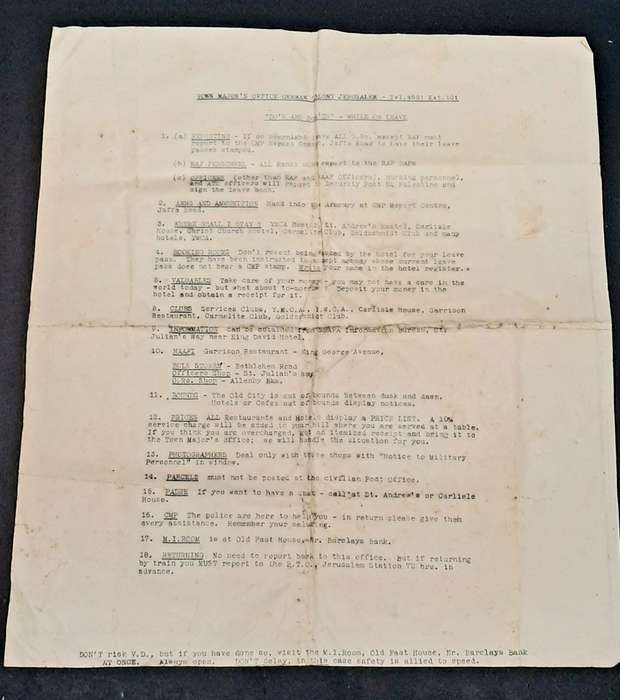 TOWN MAJOR'S OFFICE GERMAN COLONY JERUSALEM - Tel.4521 Ext.101
"DO'S AND DON'TS" - WHILE ON LEAVE
1. (a) REPORTING - If on overnight leave ALL O.Rs. except RAF must
report to the CMP Report Centre, Jaffa Road to have their leave
passes stamped.
(b) RAF PERSONNEL - ALL Ranks must report to the RAF
(c) OFFICERS (other than RAF and WAAF Officers), Nursing personnel,
and ATS officers will report to Security Post HQ Palestine and
sign the leave book.
2. ARMS AND AMMUNITION Hand into the Armoury at CMP Report Centre,
Jaffa Road.
3. WHERE SHALL I STAY? YMCA Hostel, St. Andrew's Hostel, Carlisle
House, Christ Church Hostel, Carmelite Club, Goldschmidt Club and many
hotels, YWCA.
4. BOOKING ROOMS Don't resent being asked by the hotel for your leave
pass. They have been instructed to accept nobody whose current leave
pass does not bear a CMP stamp. Write your name in the hotel register.
5. VALUABLES Take care of your money - you may not have a care in the
world today - but what about to-morrow? Deposit your money in the
hotel and obtain a receipt for it.
6. CLUBS Services Clubs, Y.M.C.A., Y.W.C.A., Carlisle House, Garrison
Restaurant, Carmelite Club, Goldschmidt Club.
9. INFORMATION can be obtained from Information Bureau, St.
Julian's way near King David Hotel.
10. NAAFI Garrison Restaurant - King George Avenue,
BULK STORES - Bethlehem Road
Officers Shop - St. Julian's way
O.Rs. Shop - Allenby Bks.
11. BOUNDS - The Old City is out of bounds between dusk and dawn.
Hotels or Cafes out of bounds display notices.
12. PRICES ALL Restaurants and Hotels display a PRICE LIST. A 10%
service charge will be added to your bill where you are served at a table.
If you think you are overcharged, get an itemized receipt and bring it to
the Town Major's office; we will handle the situation for you.
13. PHOTOGRAPHERS Deal only with those shops with "Notice to Military
Personnel" in window.
14. PARCELS must not be posted at the civilian Post Office.
15. PADRE If you want to have a chat - call at St. Andrew's or Carlisle
House.
16. CMP The police are here to help you - in return please give them
every assistance. Remember your saluting.
17. M.I.ROOM is at Old Fast House, Nr. Barclays Bank.
18. RETURNING No need to report back to this office. But if returning
by train you MUST report to the R.T.O., Jerusalem Station 72 hrs. in
advance.
DON'T risk V.D., but if you have done so, visit the M.I.Room, Old Fast House, Nr. Barclays Bank
AT ONCE. Always open. DON'T delay, in this case safety is allied to speed.